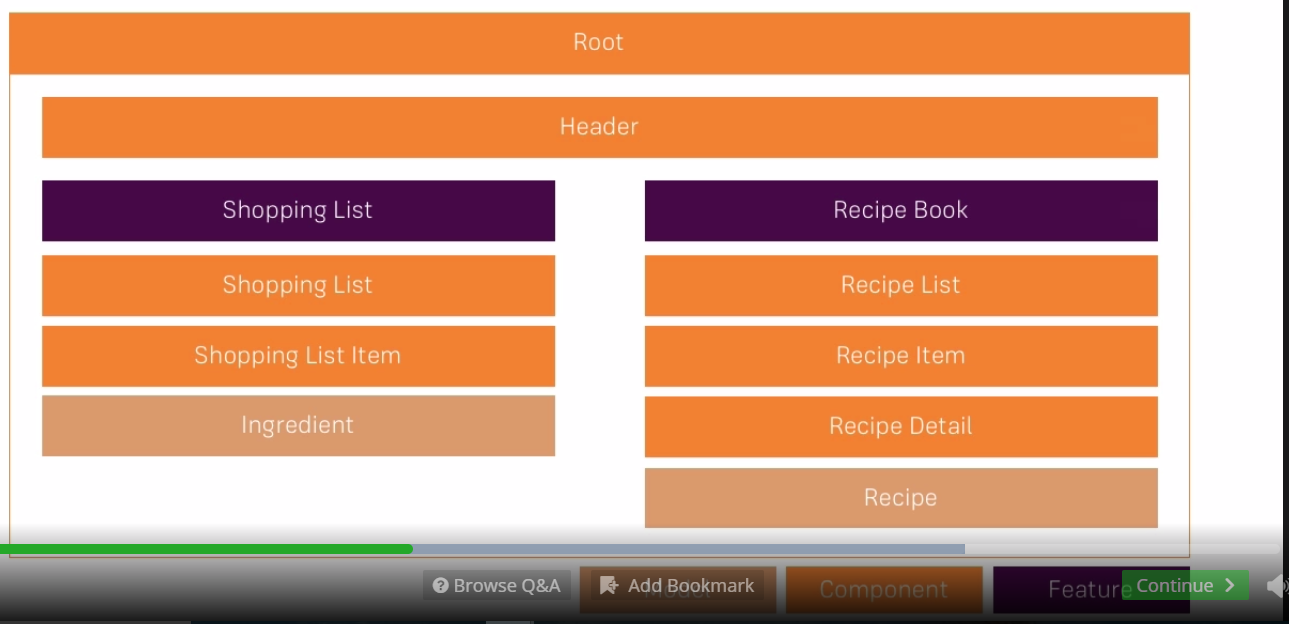 Root
Header
Shopping List
Recipe Book
Shopping List
Recipe List
Shopping List Item
Recipe Item
Ingredient
Recipe Detail
Recipe
Browse Q&A
Add Bookmark
Model
Component
Feature
Continue